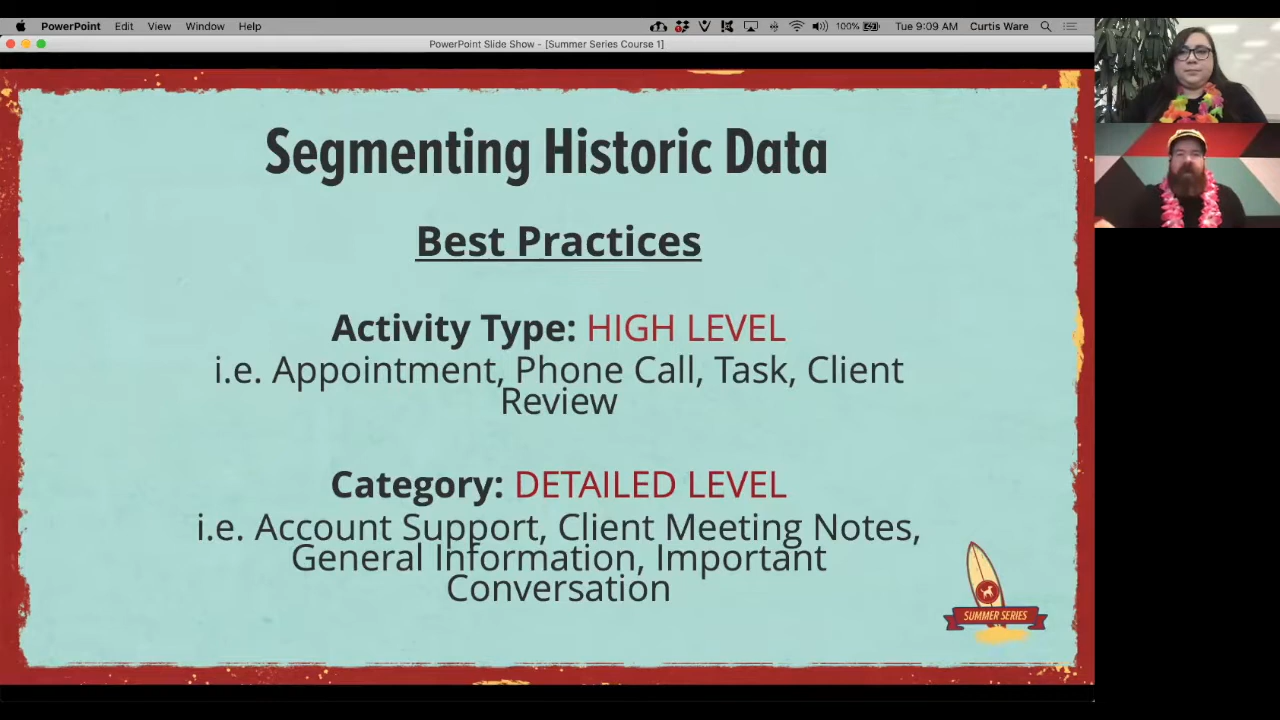 PowerPoint Edit View Window Help 100% Tue 9:09 AM Curtis Ware
PowerPoint Slide Show - [Summer Series Course 1]
Segmenting Historic Data
Best Practices
Activity Type: HIGH LEVEL
i.e. Appointment, Phone Call, Task, Client
Review
Category: DETAILED LEVEL
i.e. Account Support, Client Meeting Notes,
General Information, Important
Conversation
SUMMER SERIES